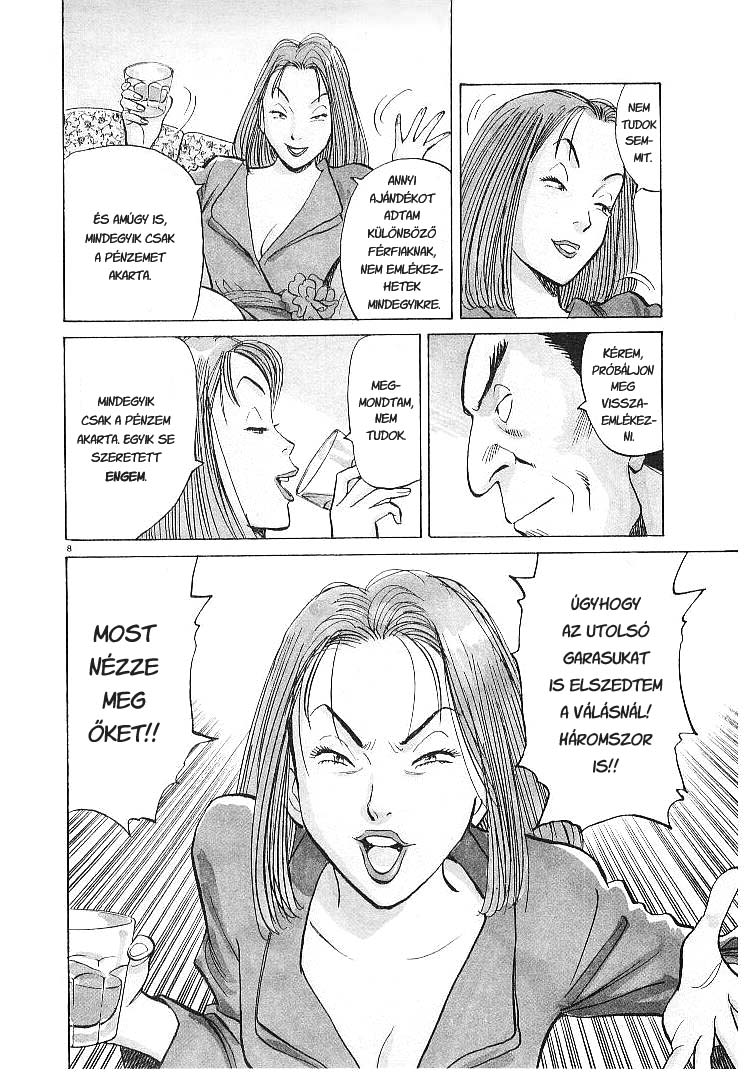 NEM
TUDOK
SEM-
MIT.
ANNYI
AJÁNDÉKOT
ADTAM
KÜLÖNBÖZŐ
FÉRFIAKNAK,
NEM EMLÉKEZ-
HETEK
MINDEGYIKRE.
ÉS AMÚGY IS,
MINDEGYIK CSAK
A PÉNZEMET
AKARTA.
KÉREM,
PRÓBÁLJON
MEG
VISSZA-
EMLÉKEZ-
NI.
MEG-
MONDTAM,
NEM
TUDOK.
MINDEGYIK
CSAK A PÉNZEM
AKARTA. EGYIK SE
SZERETETT
ENGEM.
8
ÚGYHOGY
AZ UTOLSÓ
GARASUKAT
IS ELSZEDTEM
A VÁLÁSNÁL!
HÁROMSZOR
IS!!
MOST
NÉZZE
MEG
ŐKET!!